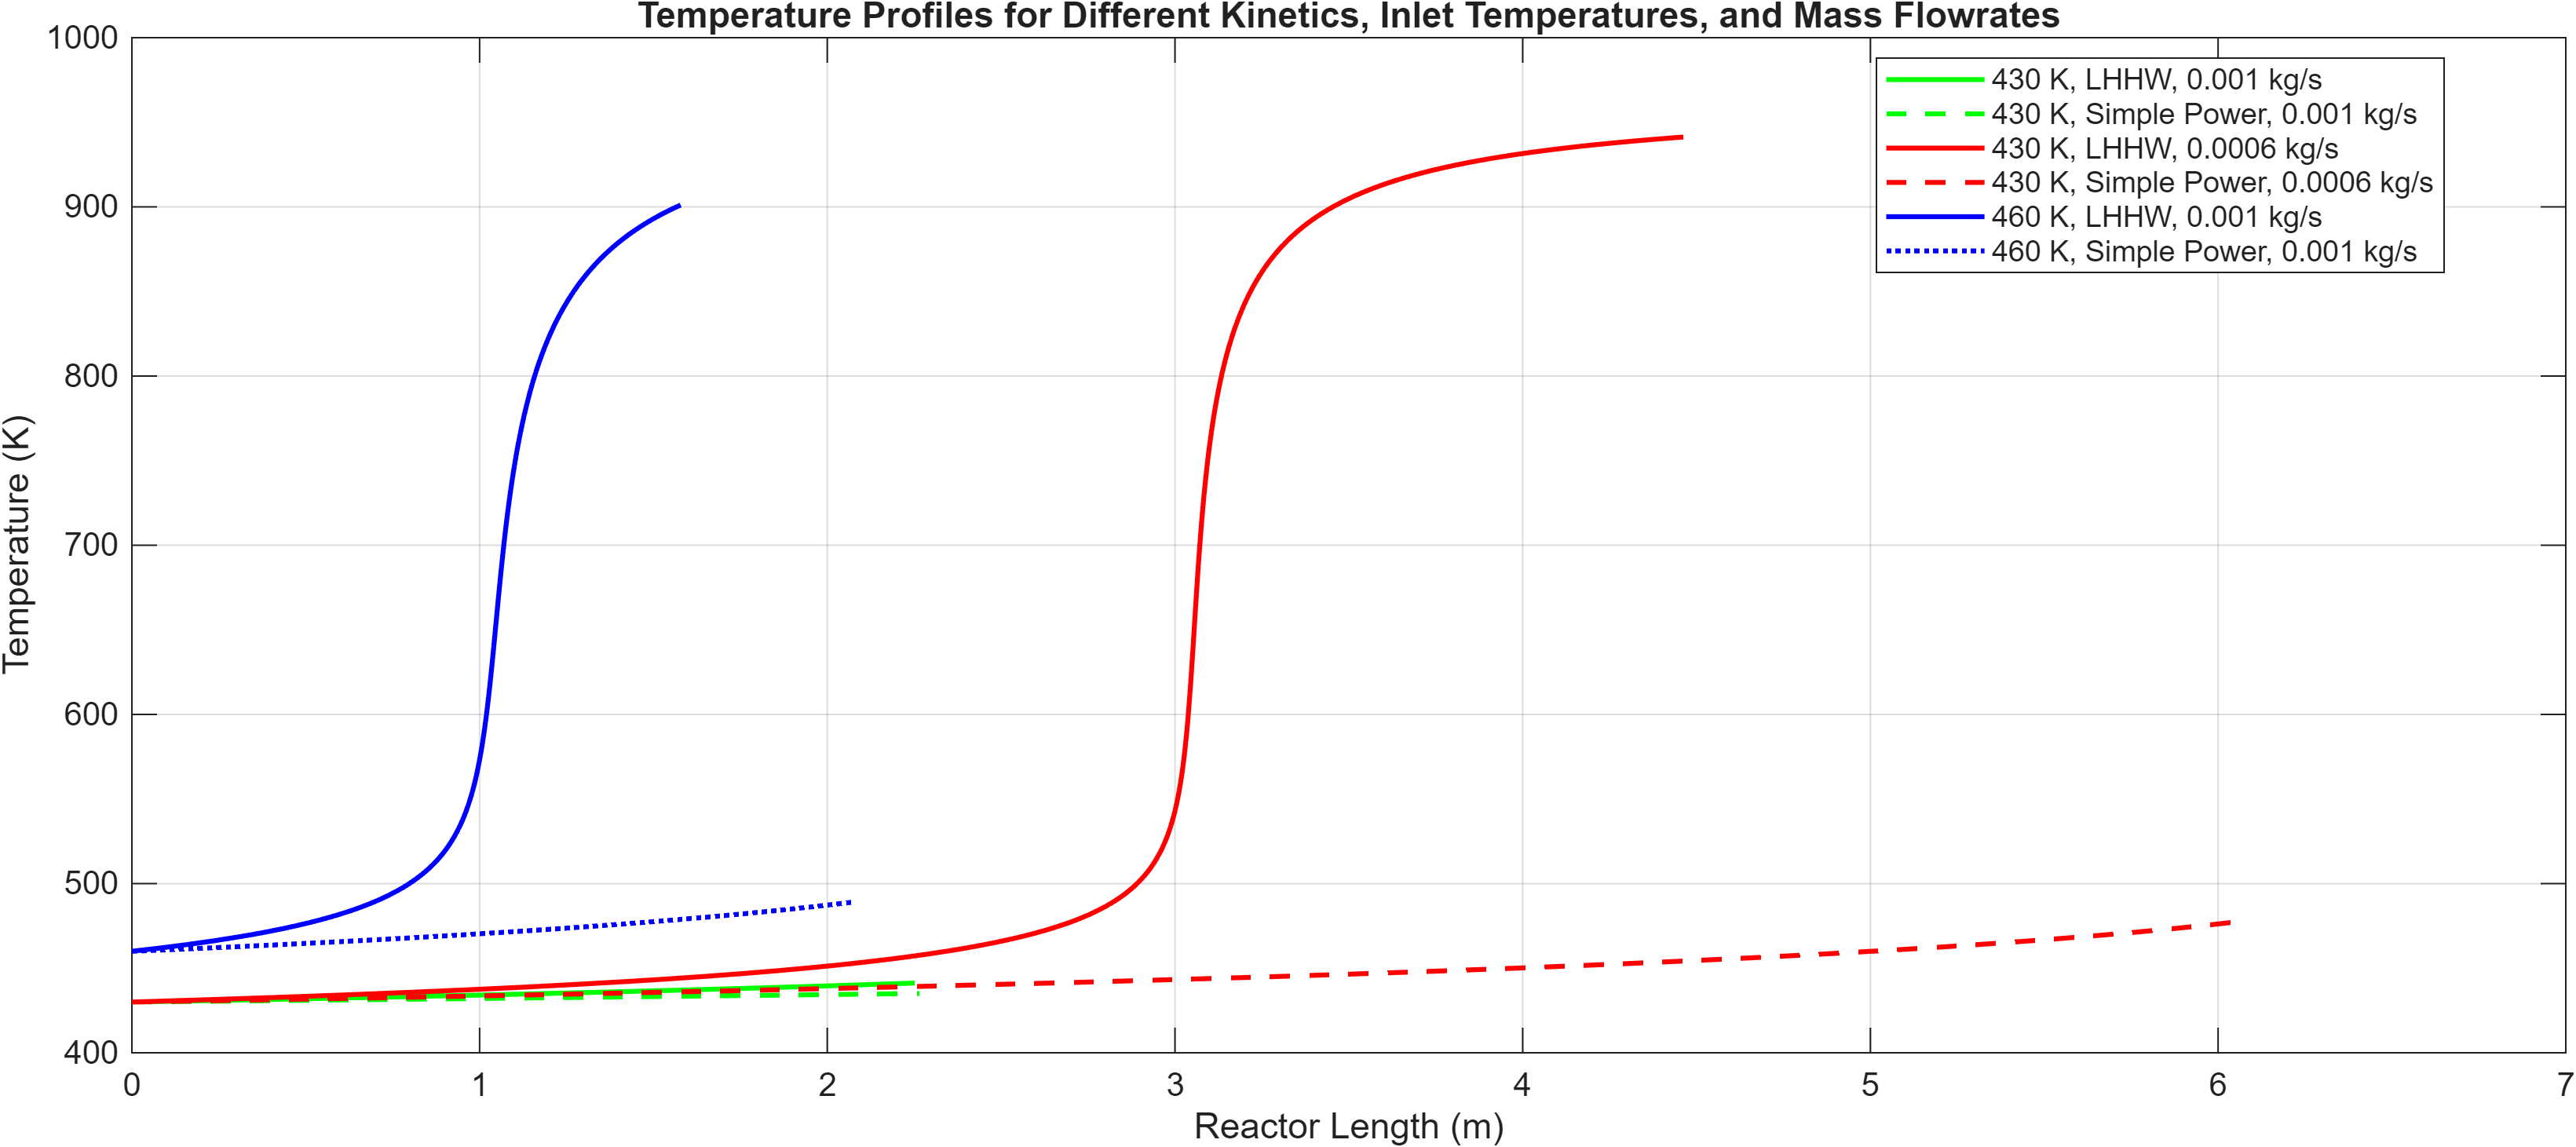 Temperature Profiles for Different Kinetics, Inlet Temperatures, and Mass Flowrates
1000
900
800
700
600
500
400
Temperature (K)
430 K, LHHW, 0.001 kg/s
430 K, Simple Power, 0.001 kg/s
430 K, LHHW, 0.0006 kg/s
430 K, Simple Power, 0.0006 kg/s
460 K, LHHW, 0.001 kg/s
460 K, Simple Power, 0.001 kg/s
0 1 2 3 4 5 6 7
Reactor Length (m)